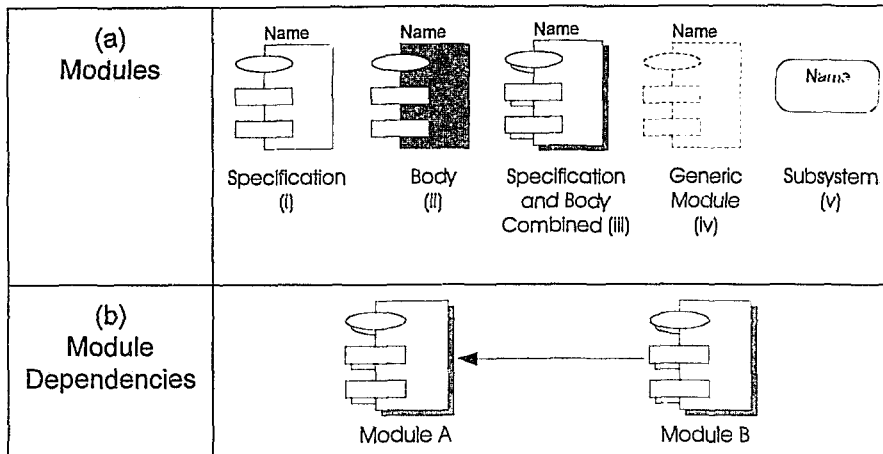 (a)
Modules
Name
Name
Name
Name
Name
Specification
(i)
Body
(ii)
Specification
and Body
Combined (iii)
Generic
Module
(iv)
Subsystem
(v)
(b)
Module
Dependencies
Module A
Module B